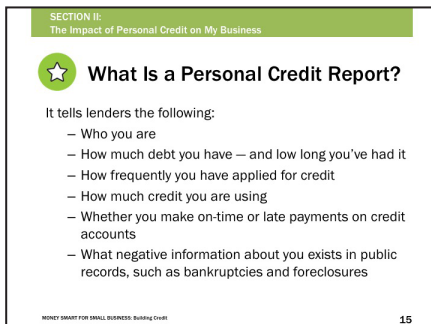 SECTION II:
The Impact of Personal Credit on My Business
What Is a Personal Credit Report?
It tells lenders the following:
– Who you are
– How much debt you have — and low long you've had it
– How frequently you have applied for credit
– How much credit you are using
– Whether you make on-time or late payments on credit
accounts
– What negative information about you exists in public
records, such as bankruptcies and foreclosures
MONEY SMART FOR SMALL BUSINESS: Building Credit
15